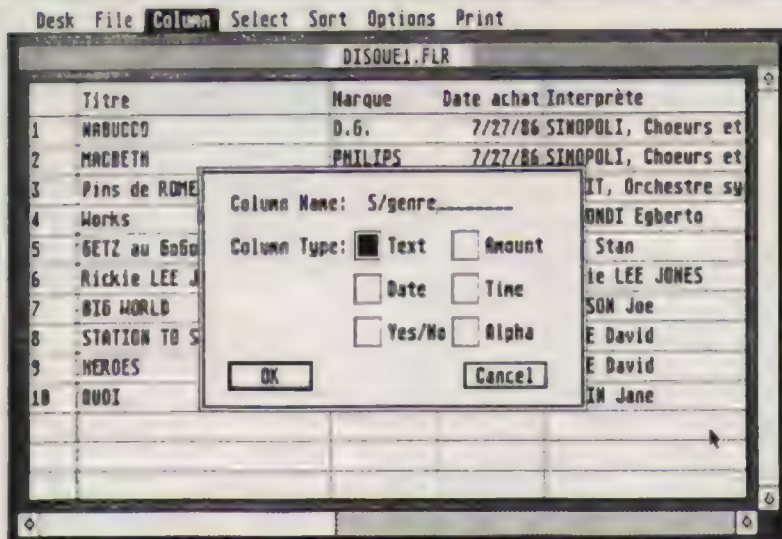 Desk File Column Select Sort Options Print
DISQUE1.FLR
Titre Marque Date achat Interprète
1 NABUCCO D.G. 7/27/86 SINOPOLI, Choeurs et
2 MACBETH PHILIPS 7/27/86 SINOPOLI, Choeurs et
3 Pins de ROME IT, Orchestre sy
4 Works ONDI Egberto
5 GETZ au GoGo Stan
6 Rickie LEE J ie LEE JONES
7 BIG WORLD SON Joe
8 STATION TO S E David
9 HEROES E David
10 QUOI IN Jane
Column Name: S/genre
Column Type: Text Amount
Date Time
Yes/No Alpha
OK Cancel